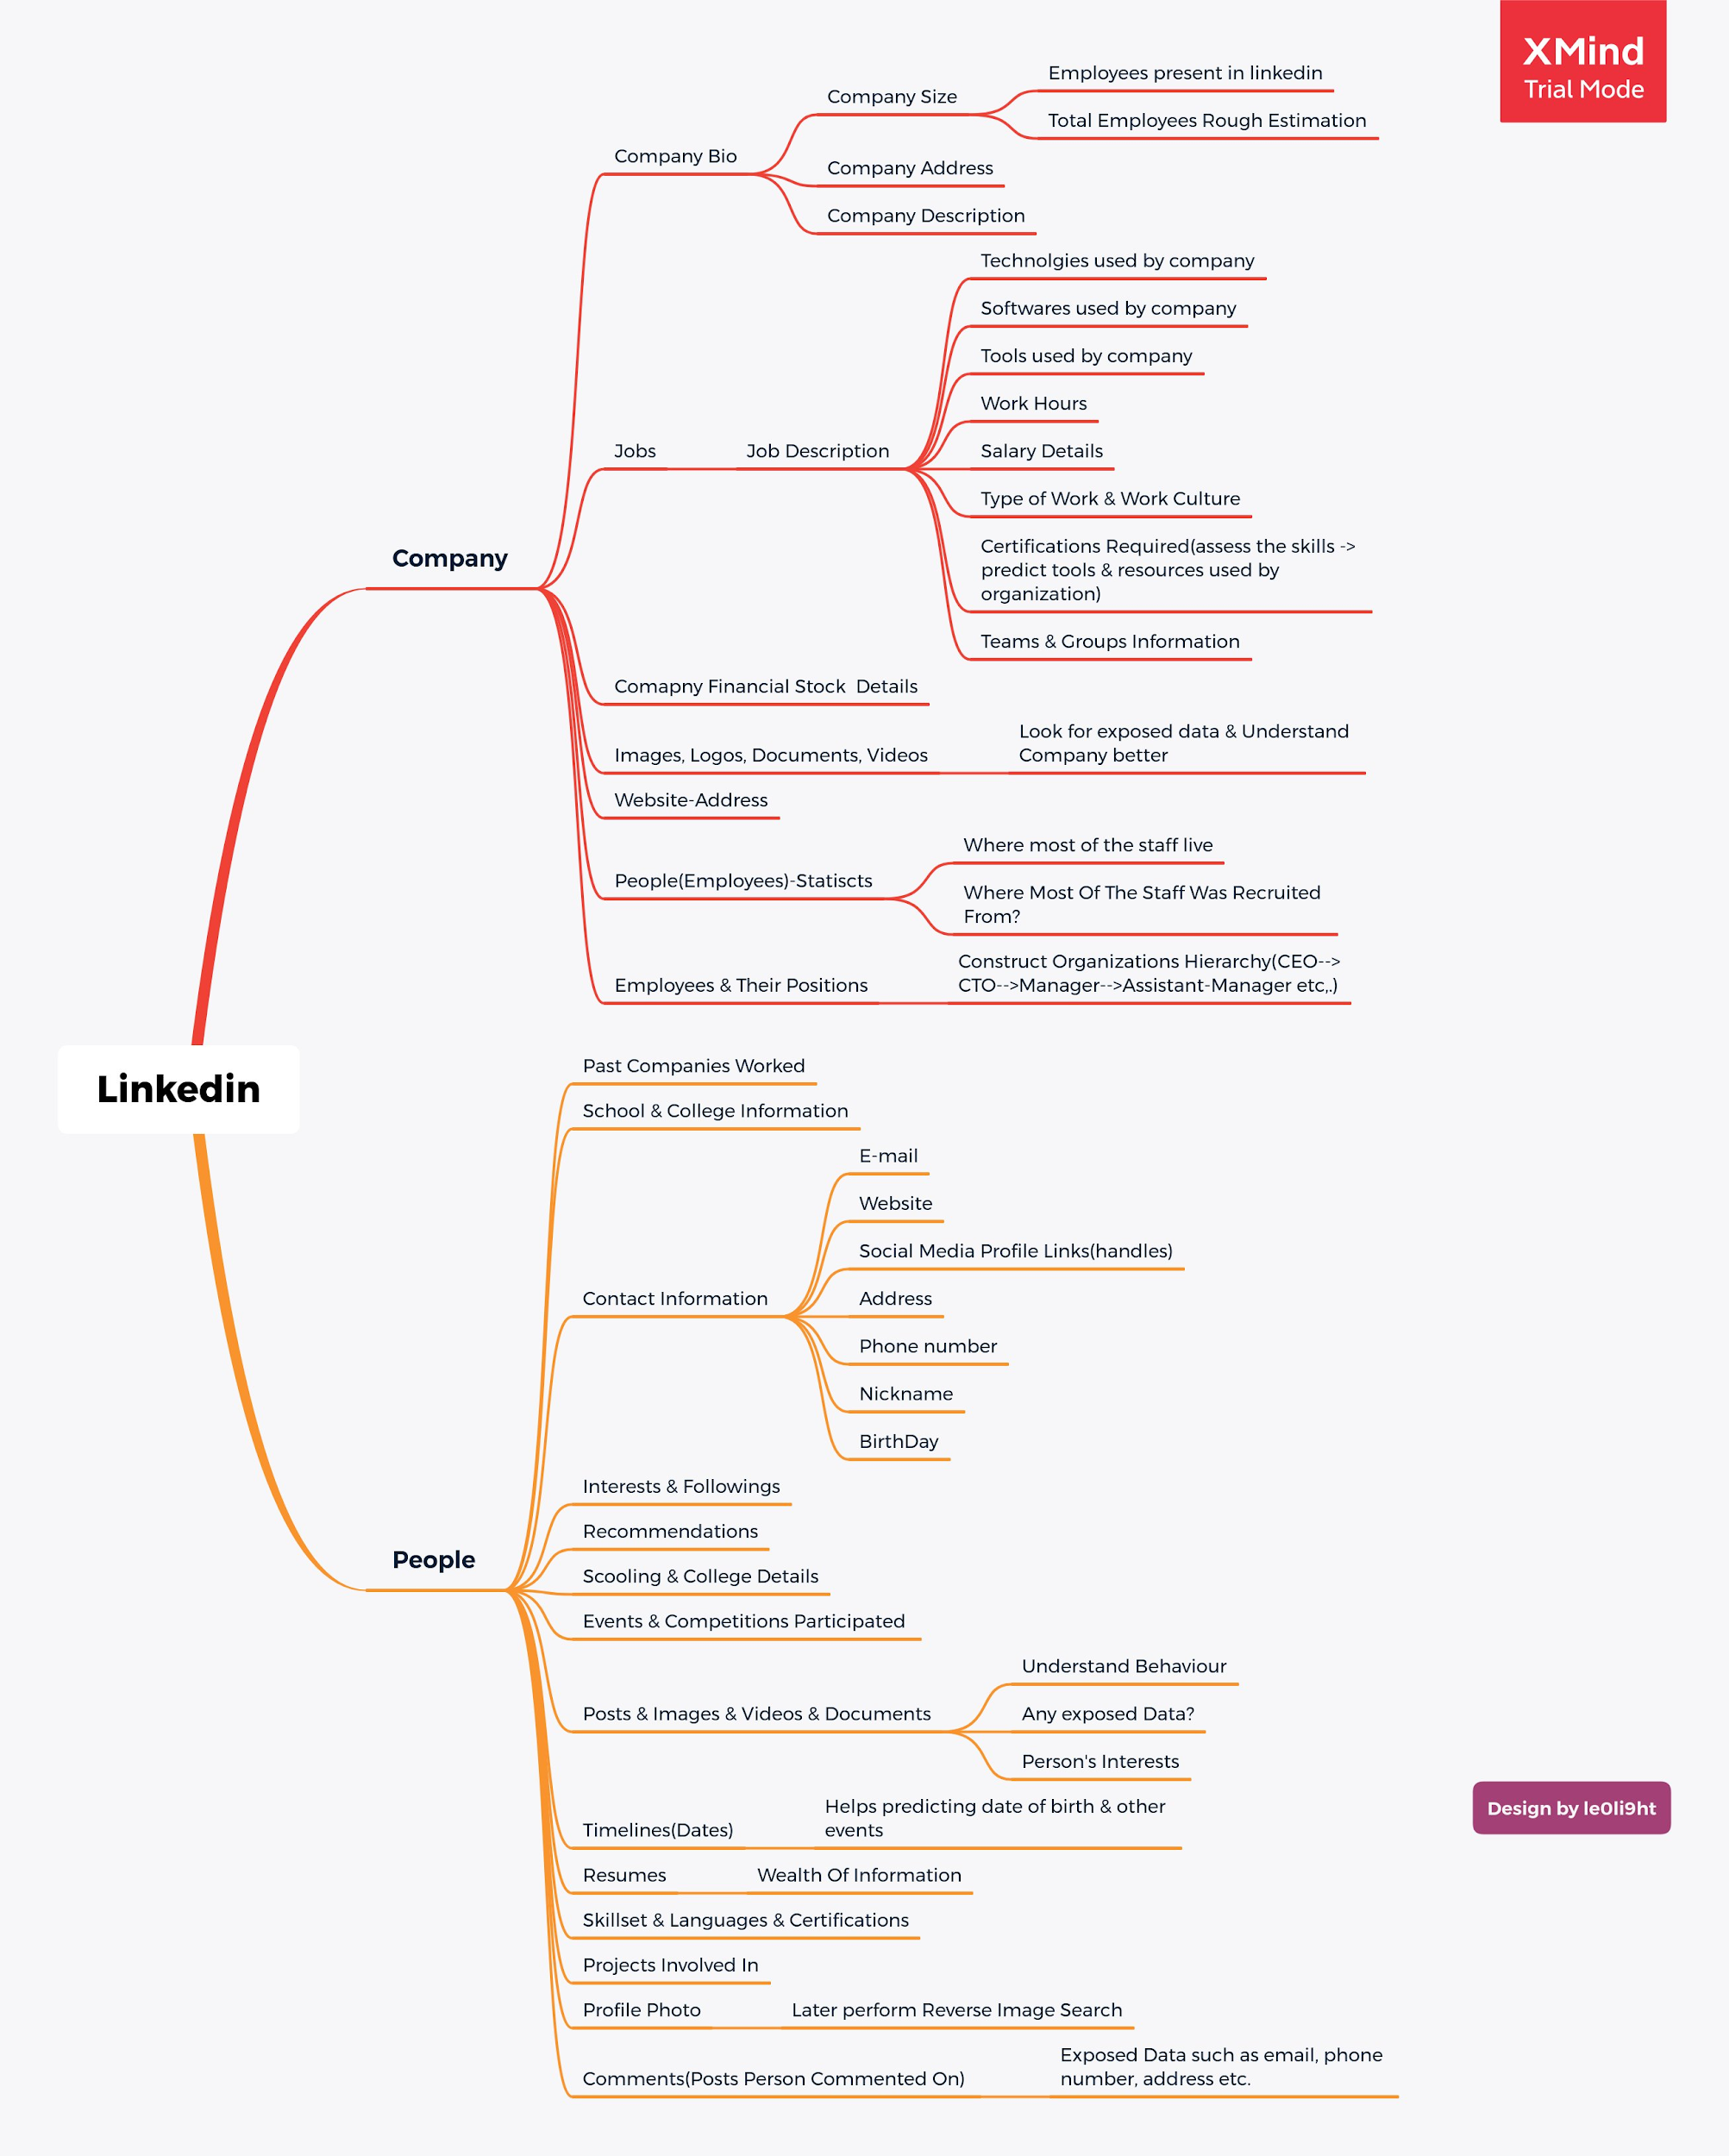 XMind
Trial Mode
Employees present in linkedin
Company Size
Total Employees Rough Estimation
Company Bio
Company Address
Company Description
Technolgies used by company
Softwares used by company
Tools used by company
Work Hours
Jobs
Job Description
Salary Details
Type of Work & Work Culture
Certifications Required(assess the skills ->
predict tools & resources used by
organization)
Company
Teams & Groups Information
Comapny Financial Stock  Details
Look for exposed data & Understand
Company better
Images, Logos, Documents, Videos
Website-Address
Where most of the staff live
People(Employees)-Statiscts
Where Most Of The Staff Was Recruited
From?
Construct Organizations Hierarchy(CEO-->
CTO-->Manager-->Assistant-Manager etc,.)
Employees & Their Positions
Linkedin
Past Companies Worked
School & College Information
E-mail
Website
Social Media Profile Links(handles)
Contact Information
Address
Phone number
Nickname
BirthDay
Interests & Followings
Recommendations
People
Scooling & College Details
Events & Competitions Participated
Understand Behaviour
Posts & Images & Videos & Documents
Any exposed Data?
Person's Interests
Helps predicting date of birth & other
events
Timelines(Dates)
Design by le0li9ht
Resumes
Wealth Of Information
Skillset & Languages & Certifications
Projects Involved In
Profile Photo
Later perform Reverse Image Search
Exposed Data such as email, phone
number, address etc.
Comments(Posts Person Commented On)